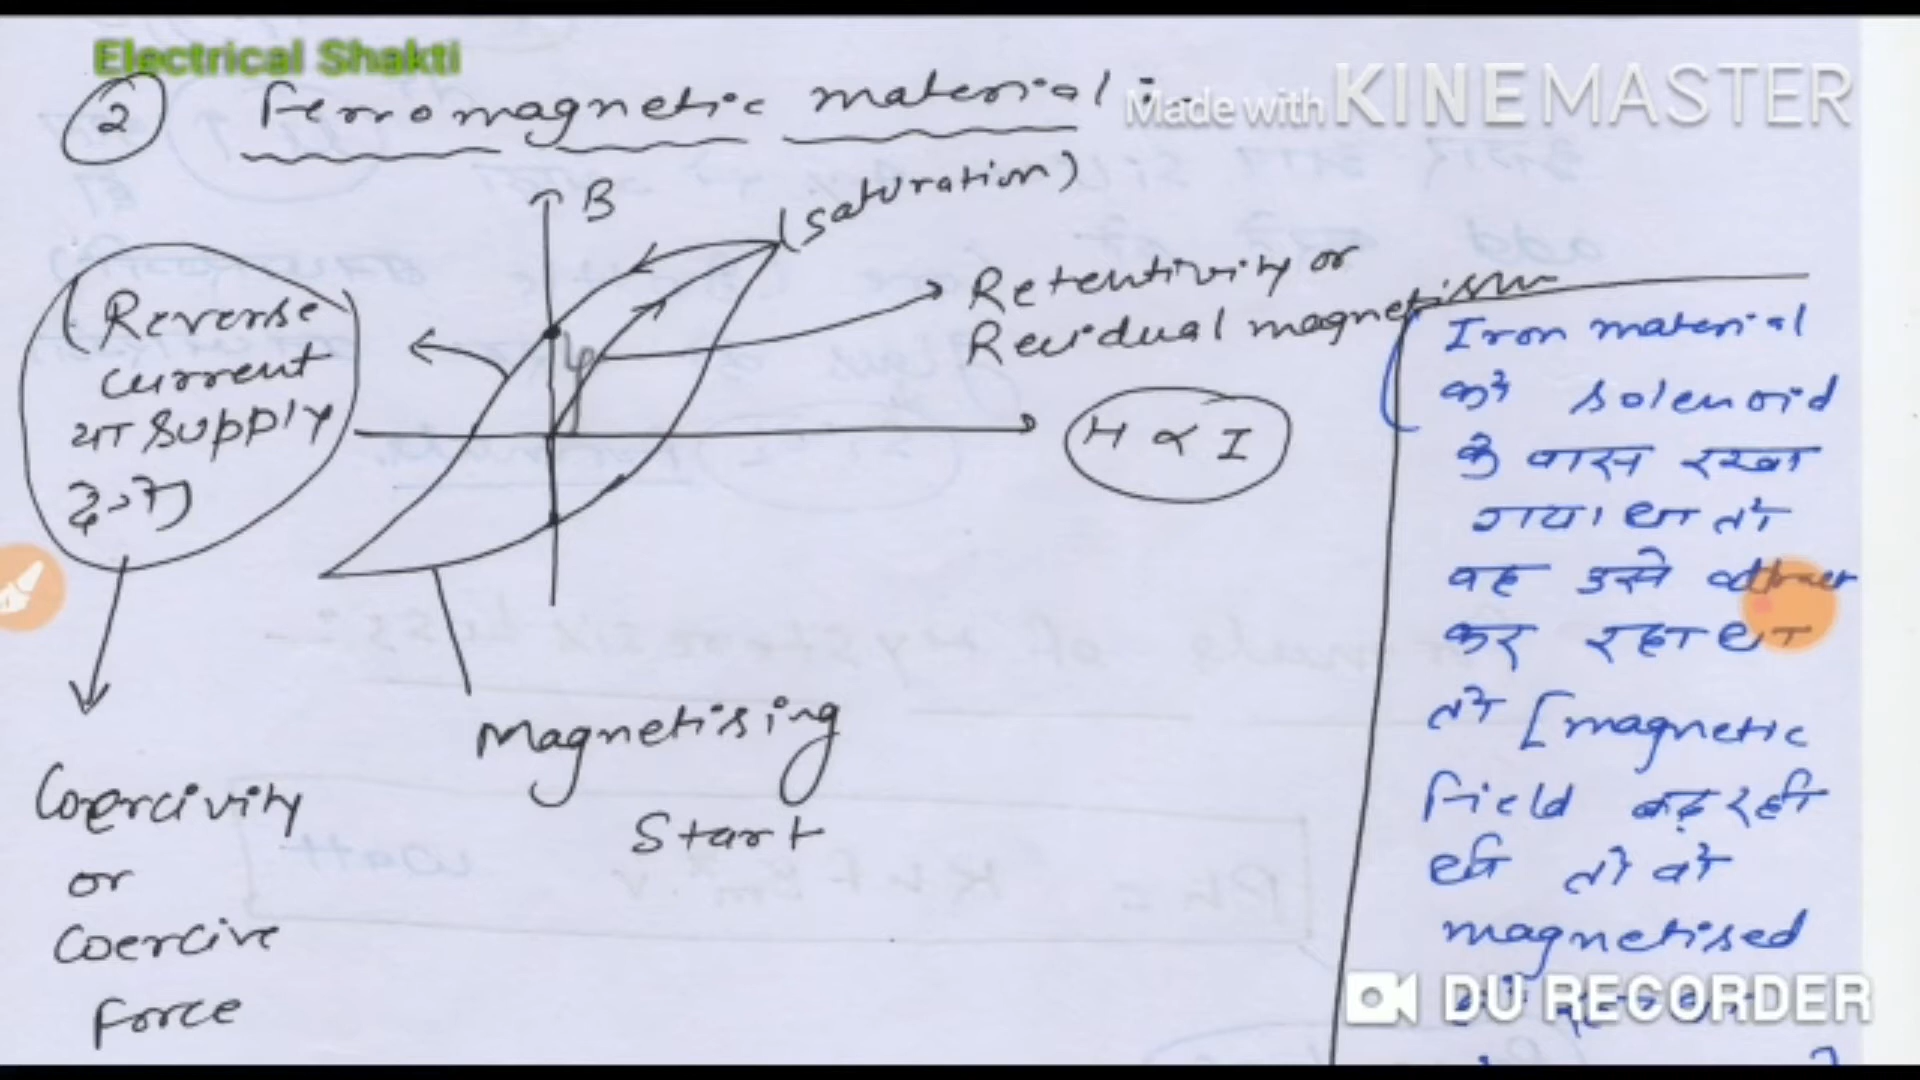 Electrical Shakti
Made with KINEMASTER
② Ferromagnetic material :-
B
(Saturation)
Retentivity or
Residual magnetism
(Reverse
current
या supply
देने)
H ∝ I
Magnetising
Start
Coercivity
or
Coercive
Force
Iron material
को solenoid
के पास रखा
गया था तो
वह उसे attract
कर रहा था
तो [magnetic
field बढ़ रही
थी तो वो
magnetised
DU RECORDER